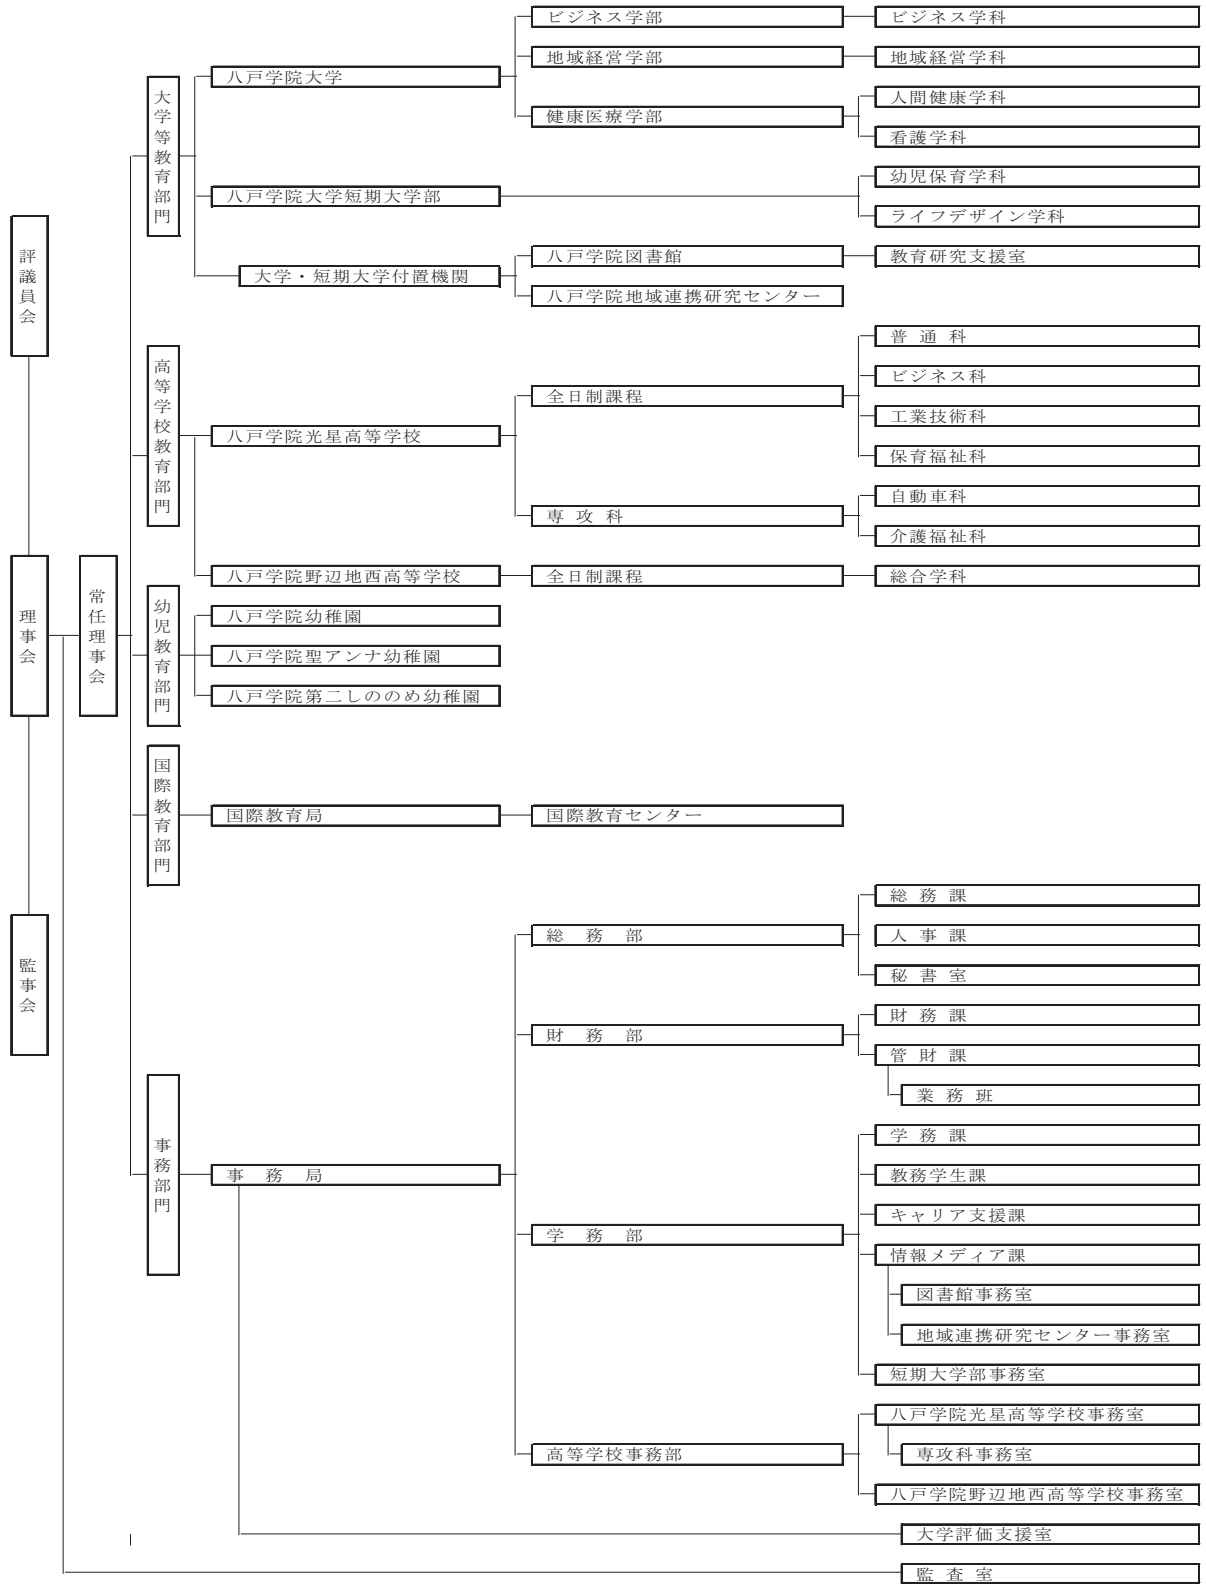 評議員会
理事会
監事会
常任理事会
大学等教育部門
八戸学院大学
ビジネス学部
ビジネス学科
地域経営学部
地域経営学科
健康医療学部
人間健康学科
看護学科
八戸学院大学短期大学部
幼児保育学科
ライフデザイン学科
大学・短期大学付置機関
八戸学院図書館
教育研究支援室
八戸学院地域連携研究センター
高等学校教育部門
八戸学院光星高等学校
全日制課程
普通科
ビジネス科
工業技術科
保育福祉科
専攻科
自動車科
介護福祉科
八戸学院野辺地西高等学校
全日制課程
総合学科
幼児教育部門
八戸学院幼稚園
八戸学院聖アンナ幼稚園
八戸学院第二しののめ幼稚園
国際教育部門
国際教育局
国際教育センター
事務部門
事務局
総務部
総務課
人事課
秘書室
財務部
財務課
管財課
業務班
学務部
学務課
教務学生課
キャリア支援課
情報メディア課
図書館事務室
地域連携研究センター事務室
短期大学部事務室
高等学校事務部
八戸学院光星高等学校事務室
専攻科事務室
八戸学院野辺地西高等学校事務室
大学評価支援室
監査室